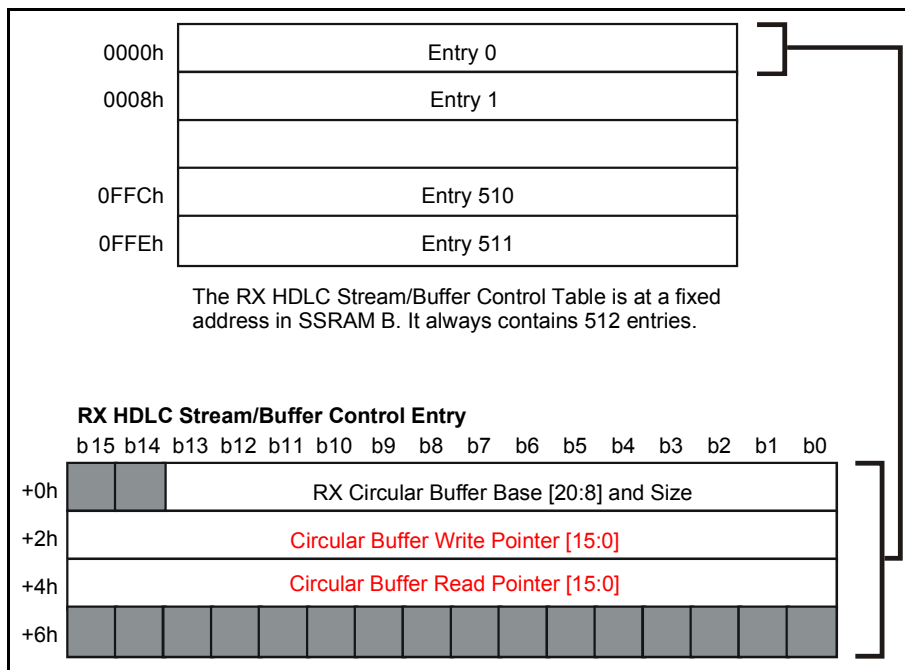 0000h Entry 0
0008h Entry 1
0FFCh Entry 510
0FFEh Entry 511
The RX HDLC Stream/Buffer Control Table is at a fixed
address in SSRAM B. It always contains 512 entries.
RX HDLC Stream/Buffer Control Entry
b15 b14 b13 b12 b11 b10 b9 b8 b7 b6 b5 b4 b3 b2 b1 b0
+0h RX Circular Buffer Base [20:8] and Size
+2h Circular Buffer Write Pointer [15:0]
+4h Circular Buffer Read Pointer [15:0]
+6h